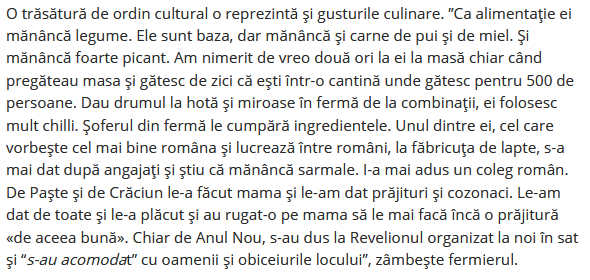 O trăsătură de ordin cultural o reprezintă şi gusturile culinare. ”Ca alimentaţie ei
mănâncă legume. Ele sunt baza, dar mănâncă şi carne de pui şi de miel. Şi
mănâncă foarte picant. Am nimerit de vreo două ori la ei la masă chiar când
pregăteau masa şi gătesc de zici că eşti într-o cantină unde gătesc pentru 500 de
persoane. Dau drumul la hotă şi miroase în fermă de la combinaţii, ei folosesc
mult chilli. Şoferul din fermă le cumpără ingredientele. Unul dintre ei, cel care
vorbeşte cel mai bine româna şi lucrează între români, la făbricuţa de lapte, s-a
mai dat după angajaţi şi ştiu că mănâncă sarmale. I-a mai adus un coleg român.
De Paşte şi de Crăciun le-a făcut mama şi le-am dat prăjituri şi cozonaci. Le-am
dat de toate şi le-a plăcut şi au rugat-o pe mama să le mai facă încă o prăjitură
«de aceea bună». Chiar de Anul Nou, s-au dus la Revelionul organizat la noi în sat
şi “s-au acomodat” cu oamenii şi obiceiurile locului”, zâmbeşte fermierul.